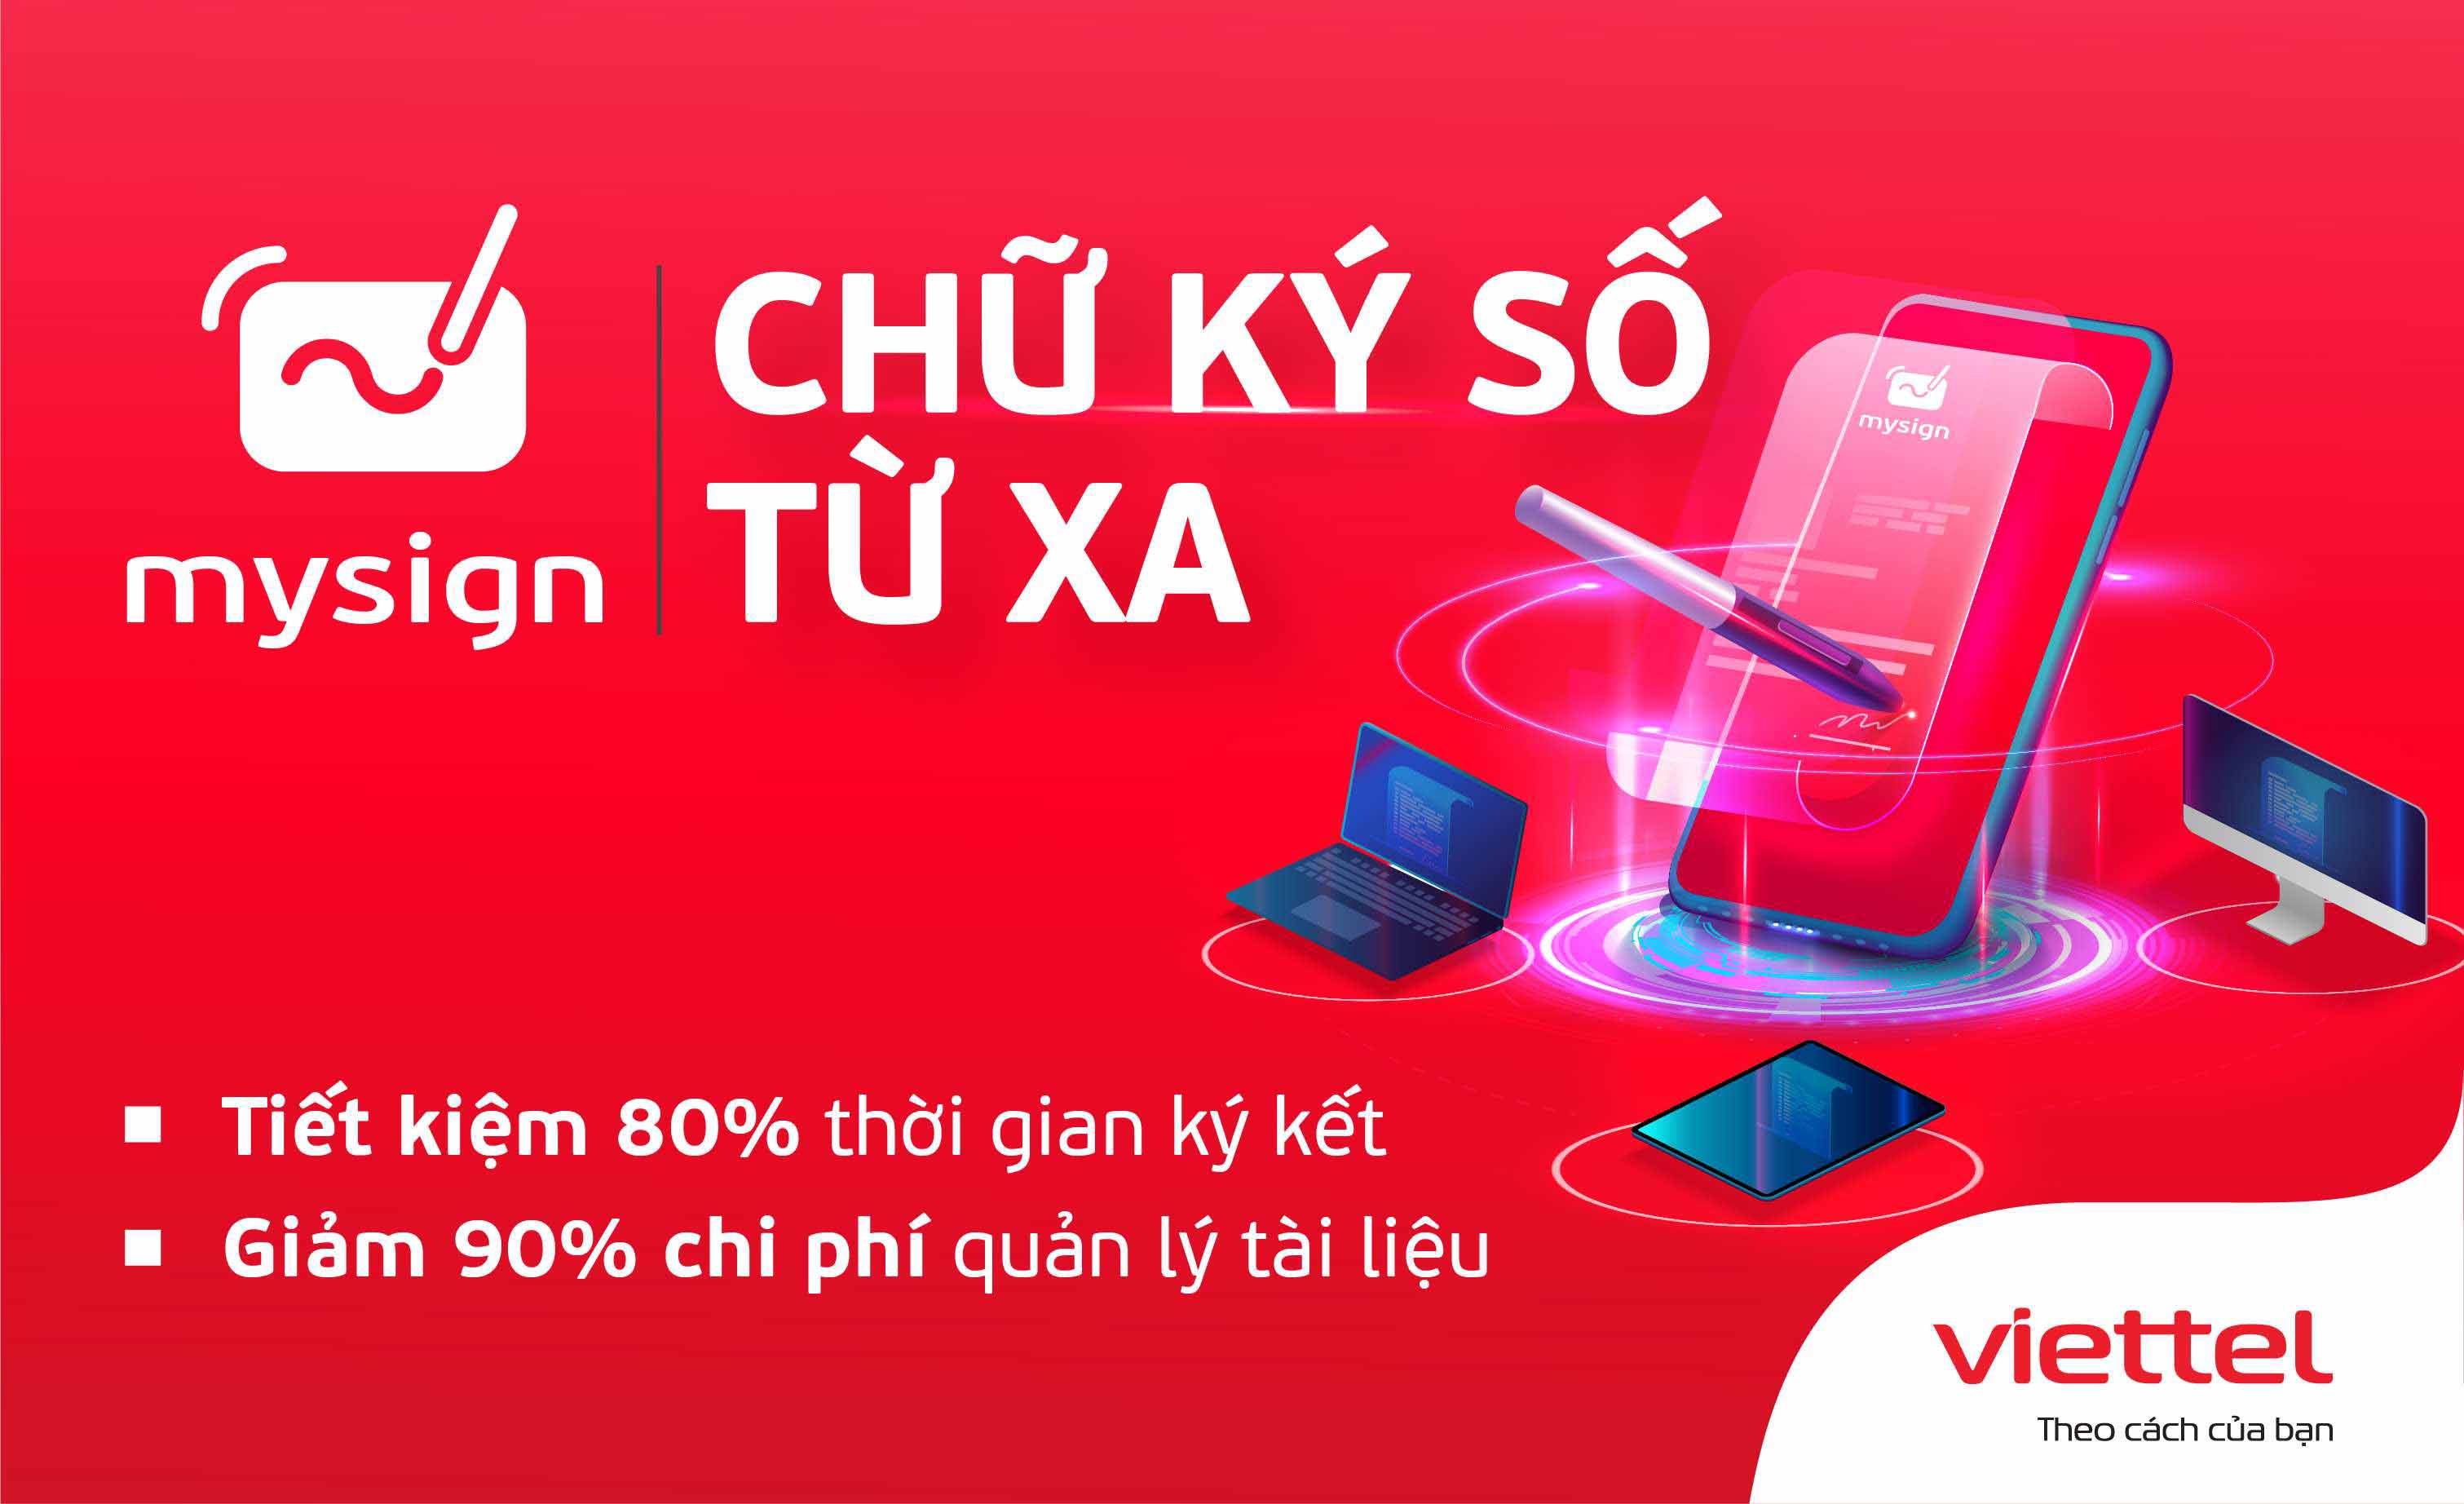 mysign
CHỮ KÝ SỐ
TỪ XA
mysign
Tiết kiệm 80% thời gian ký kết
Giảm 90% chi phí quản lý tài liệu
viettel
Theo cách của bạn